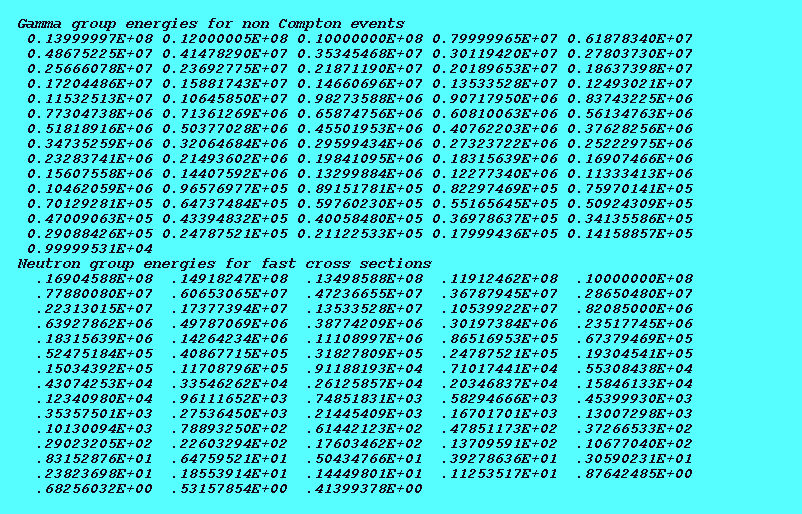 Gamma group energies for non Compton events
0.13999997E+08 0.12000005E+08 0.10000000E+08 0.79999965E+07 0.61878340E+07
0.48675225E+07 0.41478290E+07 0.35345468E+07 0.30119420E+07 0.27803730E+07
0.25666078E+07 0.23692775E+07 0.21871190E+07 0.20189653E+07 0.18637398E+07
0.17204486E+07 0.15881743E+07 0.14660696E+07 0.13533528E+07 0.12493021E+07
0.11532513E+07 0.10645850E+07 0.98273588E+06 0.90717950E+06 0.83743225E+06
0.77304738E+06 0.71361269E+06 0.65874756E+06 0.60810063E+06 0.56134763E+06
0.51818916E+06 0.50377028E+06 0.45501953E+06 0.40762203E+06 0.37628256E+06
0.34735259E+06 0.32064684E+06 0.29599434E+06 0.27323722E+06 0.25222975E+06
0.23283741E+06 0.21493602E+06 0.19841095E+06 0.18315639E+06 0.16907466E+06
0.15607558E+06 0.14407592E+06 0.13299884E+06 0.12277340E+06 0.11333413E+06
0.10462059E+06 0.96576977E+05 0.89151781E+05 0.82297469E+05 0.75970141E+05
0.70129281E+05 0.64737484E+05 0.59760230E+05 0.55165645E+05 0.50924309E+05
0.47009063E+05 0.43394832E+05 0.40058480E+05 0.36978637E+05 0.34135586E+05
0.29088426E+05 0.24787521E+05 0.21122533E+05 0.17999436E+05 0.14158857E+05
0.99999531E+04
Neutron group energies for fast cross sections
.16904588E+08 .14918247E+08 .13498588E+08 .11912462E+08 .10000000E+08
.77880080E+07 .60653065E+07 .47236655E+07 .36787945E+07 .28650480E+07
.22313015E+07 .17377394E+07 .13533528E+07 .10539922E+07 .82085000E+06
.63927862E+06 .49787069E+06 .38774209E+06 .30197384E+06 .23517745E+06
.18315639E+06 .14264234E+06 .11108997E+06 .86516953E+05 .67379469E+05
.52475184E+05 .40867715E+05 .31827809E+05 .24787521E+05 .19304541E+05
.15034392E+05 .11708796E+05 .91188193E+04 .71017441E+04 .55308438E+04
.43074253E+04 .33546262E+04 .26125857E+04 .20346837E+04 .15846133E+04
.12340980E+04 .96111652E+03 .74851831E+03 .58294666E+03 .45399930E+03
.35357501E+03 .27536450E+03 .21445409E+03 .16701701E+03 .13007298E+03
.10130094E+03 .78893250E+02 .61442123E+02 .47851173E+02 .37266533E+02
.29023205E+02 .22603294E+02 .17603462E+02 .13709591E+02 .10677040E+02
.83152876E+01 .64759521E+01 .50434766E+01 .39278636E+01 .30590231E+01
.23823698E+01 .18553914E+01 .14449801E+01 .11253517E+01 .87642485E+00
.68256032E+00 .53157854E+00 .41399378E+00